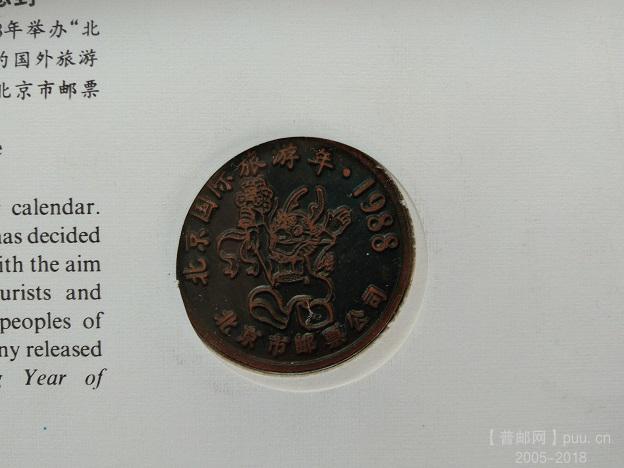 年举办“北
的国外旅游
北京市邮票
calendar.
has decided
ith the aim
urists and
peoples of
ny released
Year of
北京国际旅游年·1988
北京市邮票公司
【普邮网】puu.cn
2005-2018